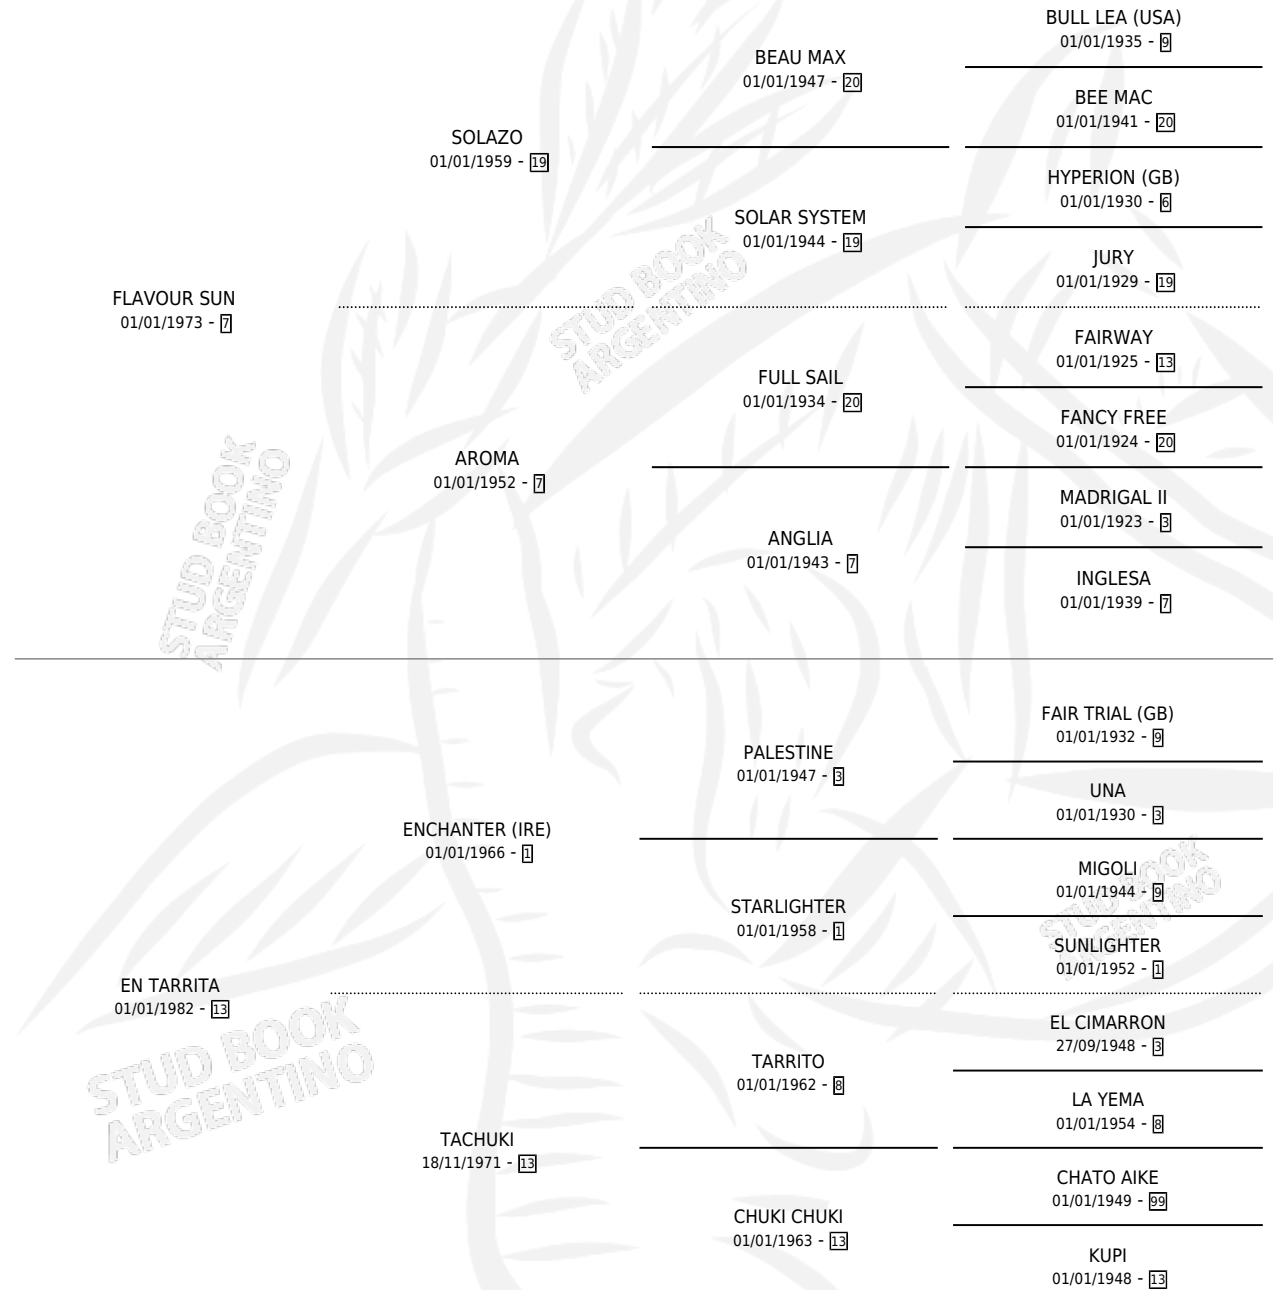 BULL LEA (USA)
01/01/1935 - 9
BEAU MAX
01/01/1947 - 20
BEE MAC
01/01/1941 - 20
SOLAZO
01/01/1959 - 19
HYPERION (GB)
01/01/1930 - 6
SOLAR SYSTEM
01/01/1944 - 19
JURY
01/01/1929 - 19
FLAVOUR SUN
01/01/1973 - 7
FAIRWAY
01/01/1925 - 13
FULL SAIL
01/01/1934 - 20
FANCY FREE
01/01/1924 - 20
AROMA
01/01/1952 - 7
MADRIGAL II
01/01/1923 - 3
ANGLIA
01/01/1943 - 7
INGLESA
01/01/1939 - 7
STUD BOOK
ARGENTINO
STUD BOOK
ARGENTINO
FAIR TRIAL (GB)
01/01/1932 - 9
PALESTINE
01/01/1947 - 3
UNA
01/01/1930 - 3
ENCHANTER (IRE)
01/01/1966 - 1
MIGOLI
01/01/1944 - 9
STARLIGHTER
01/01/1958 - 1
SUNLIGHTER
01/01/1952 - 1
EN TARRITA
01/01/1982 - 13
EL CIMARRON
27/09/1948 - 3
TARRITO
01/01/1962 - 8
LA YEMA
01/01/1954 - 8
TACHUKI
18/11/1971 - 13
CHATO AIKE
01/01/1949 - 99
CHUKI CHUKI
01/01/1963 - 13
KUPI
01/01/1948 - 13
STUD BOOK
ARGENTINO
STUD BOOK
ARGENTINO